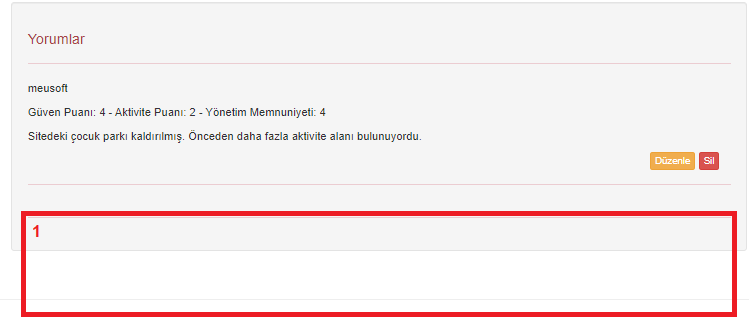 Yorumlar
meusoft
Güven Puanı: 4 - Aktivite Puanı: 2 - Yönetim Memnuniyeti: 4
Sitedeki çocuk parkı kaldırılmış. Önceden daha fazla aktivite alanı bulunuyordu.
Düzenle Sil
1